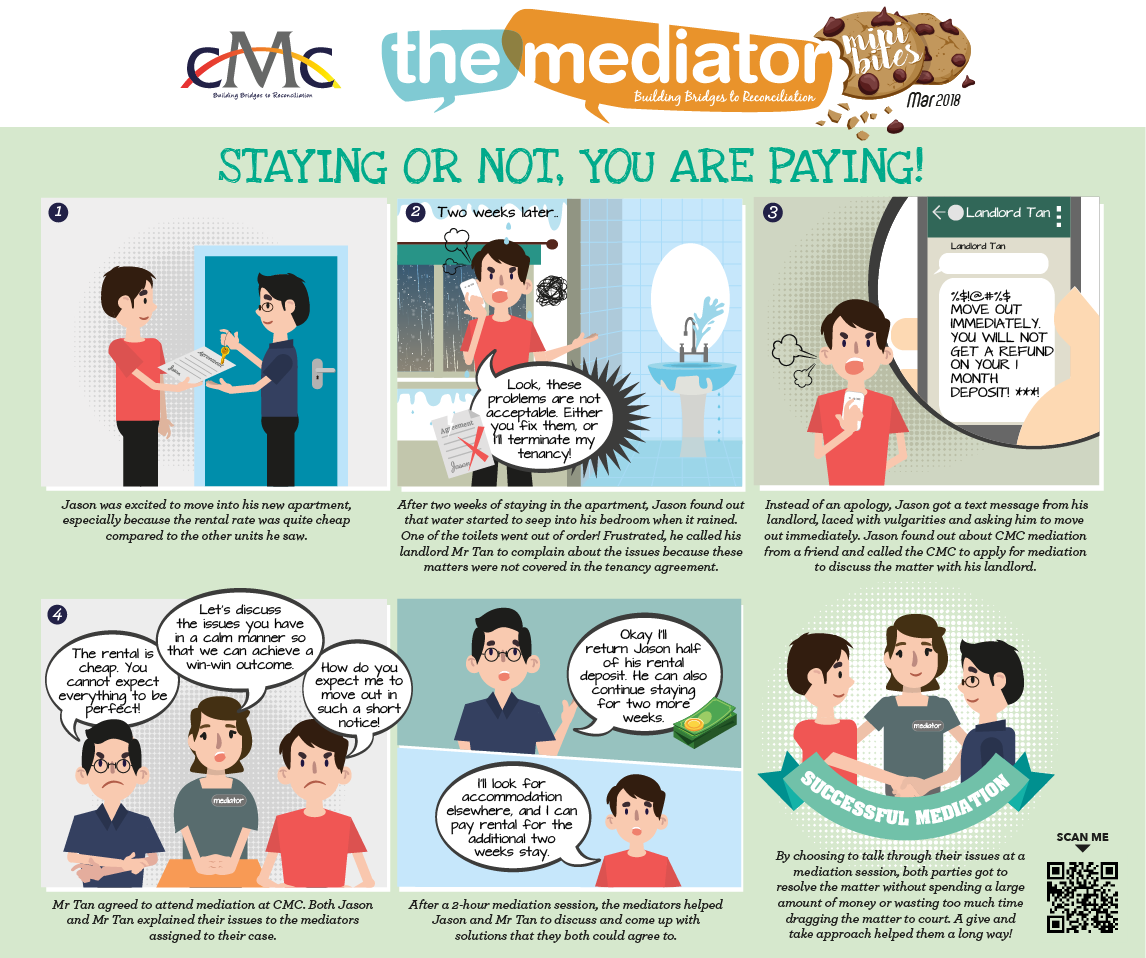 CMC
Building Bridges to Reconciliation
the mediator
Building Bridges to Reconciliation
mini
bites
Mar 2018
STAYING OR NOT, YOU ARE PAYING!
1
Agreement
Jason
Jason was excited to move into his new apartment,
especially because the rental rate was quite cheap
compared to the other units he saw.
2
Two weeks later..
Look, these
problems are not
acceptable. Either
you fix them, or
I'll terminate my
tenancy!
Agreement
Jason
After two weeks of staying in the apartment, Jason found out
that water started to seep into his bedroom when it rained.
One of the toilets went out of order! Frustrated, he called his
landlord Mr Tan to complain about the issues because these
matters were not covered in the tenancy agreement.
3
Landlord Tan
Landlord Tan
%$!@#%$
MOVE OUT
IMMEDIATELY.
YOU WILL NOT
GET A REFUND
ON YOUR 1
MONTH
DEPOSIT! ***!
Instead of an apology, Jason got a text message from his
landlord, laced with vulgarities and asking him to move
out immediately. Jason found out about CMC mediation
from a friend and called the CMC to apply for mediation
to discuss the matter with his landlord.
4
The rental is
cheap. You
cannot expect
everything to be
perfect!
Let's discuss
the issues you have
in a calm manner so
that we can achieve a
win-win outcome.
How do you
expect me to
move out in
such a short
notice!
mediator
Mr Tan agreed to attend mediation at CMC. Both Jason
and Mr Tan explained their issues to the mediators
assigned to their case.
Okay I'll
return Jason half
of his rental
deposit. He can also
continue staying
for two more
weeks.
I'll look for
accommodation
elsewhere, and I can
pay rental for the
additional two
weeks stay.
After a 2-hour mediation session, the mediators helped
Jason and Mr Tan to discuss and come up with
solutions that they both could agree to.
mediator
SUCCESSFUL MEDIATION
By choosing to talk through their issues at a
mediation session, both parties got to
resolve the matter without spending a large
amount of money or wasting too much time
dragging the matter to court. A give and
take approach helped them a long way!
SCAN ME